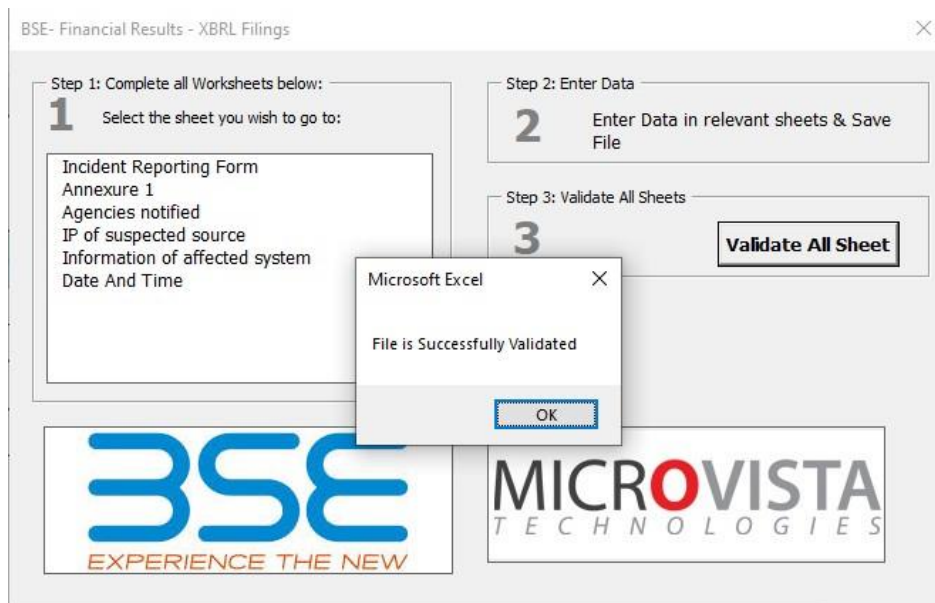 BSE- Financial Results - XBRL Filings
Step 1: Complete all Worksheets below:
1
Select the sheet you wish to go to:
Incident Reporting Form
Annexure 1
Agencies notified
IP of suspected source
Information of affected system
Date And Time
Step 2: Enter Data
2
Enter Data in relevant sheets & Save
File
Step 3: Validate All Sheets
3
Validate All Sheet
Microsoft Excel
File is Successfully Validated
OK
BSE
EXPERIENCE THE NEW
MICROVISTA
TECHNOLOGIES